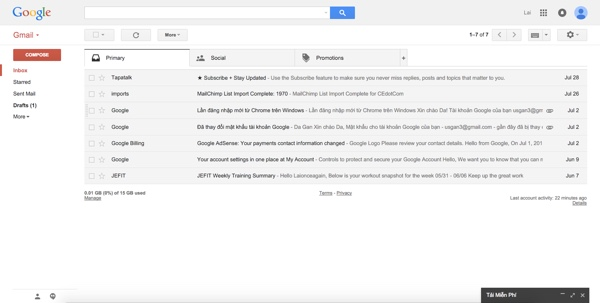 Google
Lai
Gmail
More
1–7 of 7
COMPOSE
Primary
Social
Promotions
+
Inbox
Starred
Sent Mail
Drafts (1)
More
Tapatalk ★ Subscribe + Stay Updated - Use the Subscribe feature to make sure you never miss replies, posts and topics that matter to you. Jul 28
imports MailChimp List Import Complete: 1970 - MailChimp List Import Complete for CEdotCom Jul 28
Google Lần đăng nhập mới từ Chrome trên Windows - Lần đăng nhập mới từ Chrome trên Windows Xin chào Da! Tài khoản Google của bạn usgan3@gmail.com Jul 26
Google Đã thay đổi mật khẩu tài khoản Google - Da Gan Xin chào Da, Mật khẩu cho tài khoản Google của bạn - usgan3@gmail.com - gần đây đã bị thay Jul 26
Google Billing Google AdSense: Your payments contact information changed - Google Logo Please review your contact details. Hello from Google, On Jul 1, 201 Jul 2
Google Your account settings in one place at My Account - Controls to protect and secure your Google Account Hello, We want you to know that you can n Jun 9
JEFIT JEFIT Weekly Training Summary - Hello Laionceagain, Below is your workout snapshot for the week 05/31 - 06/06 Keep up the great work Jun 7
0.01 GB (0%) of 15 GB used
Manage
Terms - Privacy
Last account activity: 22 minutes ago
Details
Tài Miễn Phí